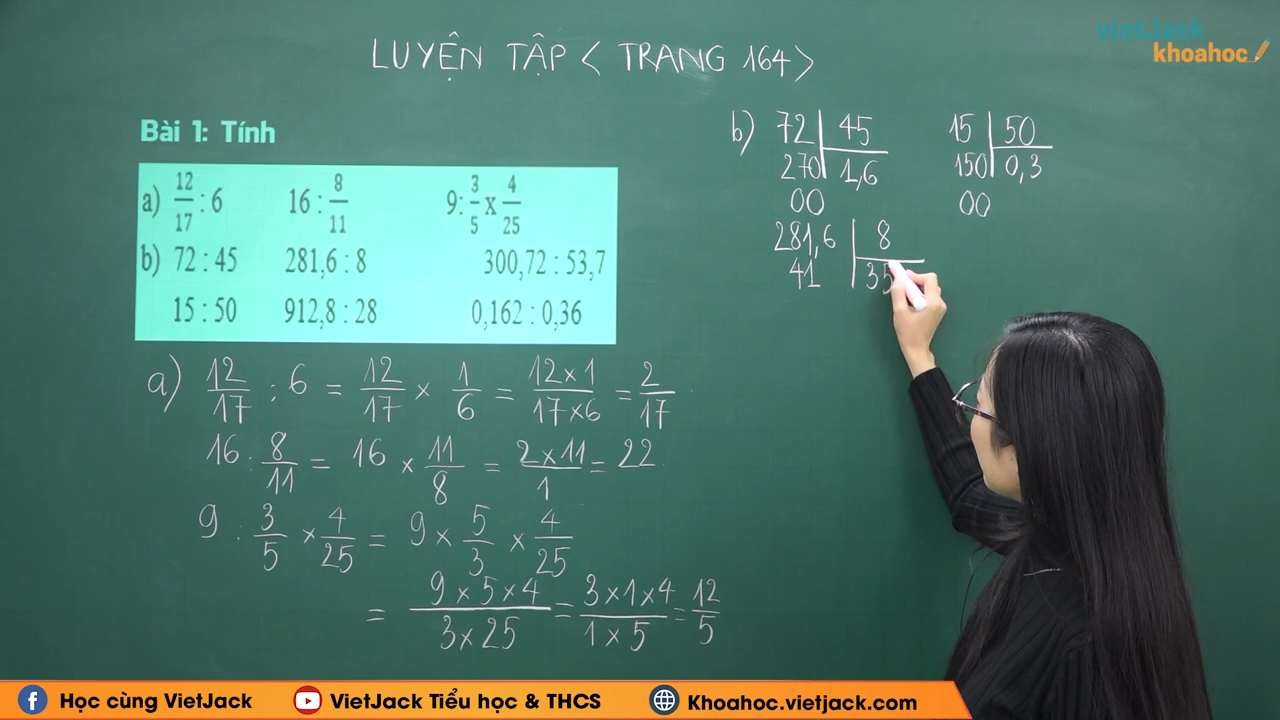 vietJack
khoahoc
LUYỆN TẬP < TRANG 164>
Bài 1: Tính
a) 12/17 : 6 16 : 8/11 9: 3/5 x 4/25
b) 72 : 45 281,6 : 8 300,72 : 53,7
15 : 50 912,8 : 28 0,162 : 0,36
a) 12/17 : 6 = 12/17 × 1/6 = 12×1/17×6 = 2/17
16 : 8/11 = 16 × 11/8 = 2×11/1 = 22
9 : 3/5 × 4/25 = 9 × 5/3 × 4/25
= 9×5×4/3×25 = 3×1×4/1×5 = 12/5
b) 72 45
270 1,6
00
15 50
150 0,3
00
281,6 8
41 35
Học cùng VietJack
VietJack Tiểu học & THCS
Khoahoc.vietjack.com